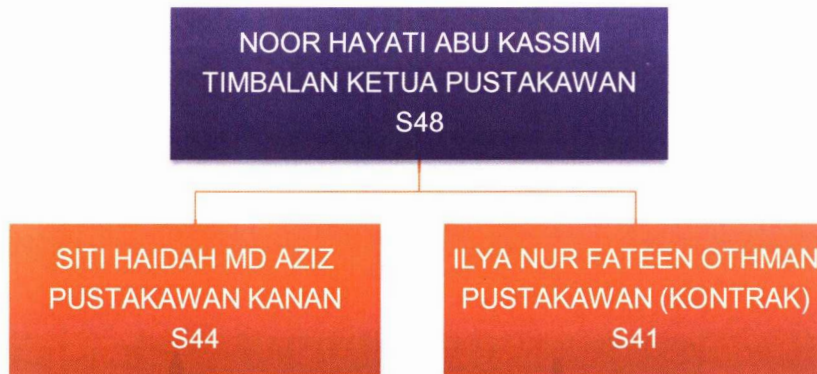 NOOR HAYATI ABU KASSIM
TIMBALAN KETUA PUSTAKAWAN
S48
SITI HAIDAH MD AZIZ
PUSTAKAWAN KANAN
S44
ILYA NUR FATEEN OTHMAN
PUSTAKAWAN (KONTRAK)
S41